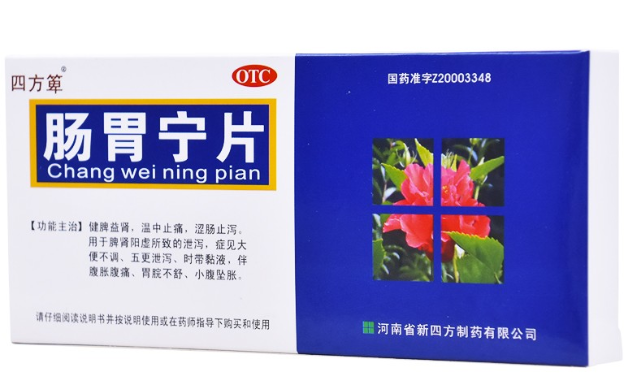 四方箄®
OTC
肠胃宁片
Chang wei ning pian
【功能主治】健脾益肾，温中止痛，涩肠止泻。
用于脾肾阳虚所致的泄泻，症见大
便不调、五更泄泻、时带黏液，伴
腹胀腹痛、胃脘不舒、小腹坠胀。
请仔细阅读说明书并按说明使用或在药师指导下购买和使用
国药准字Z20003348
河南省新四方制药有限公司